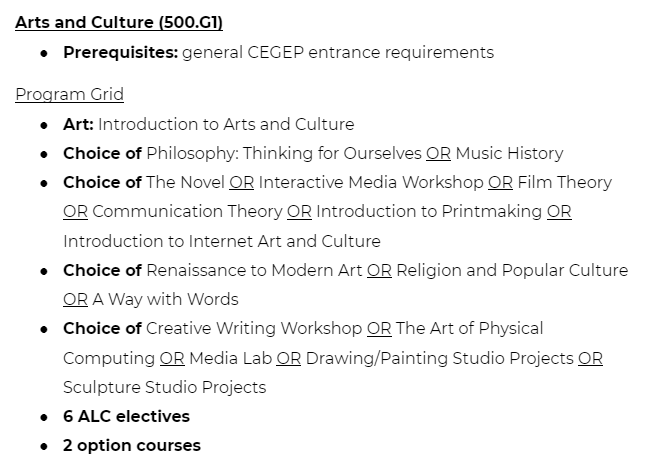 Arts and Culture (500.G1)
● Prerequisites: general CEGEP entrance requirements
Program Grid
● Art: Introduction to Arts and Culture
● Choice of Philosophy: Thinking for Ourselves OR Music History
● Choice of The Novel OR Interactive Media Workshop OR Film Theory
OR Communication Theory OR Introduction to Printmaking OR
Introduction to Internet Art and Culture
● Choice of Renaissance to Modern Art OR Religion and Popular Culture
OR A Way with Words
● Choice of Creative Writing Workshop OR The Art of Physical
Computing OR Media Lab OR Drawing/Painting Studio Projects OR
Sculpture Studio Projects
● 6 ALC electives
● 2 option courses